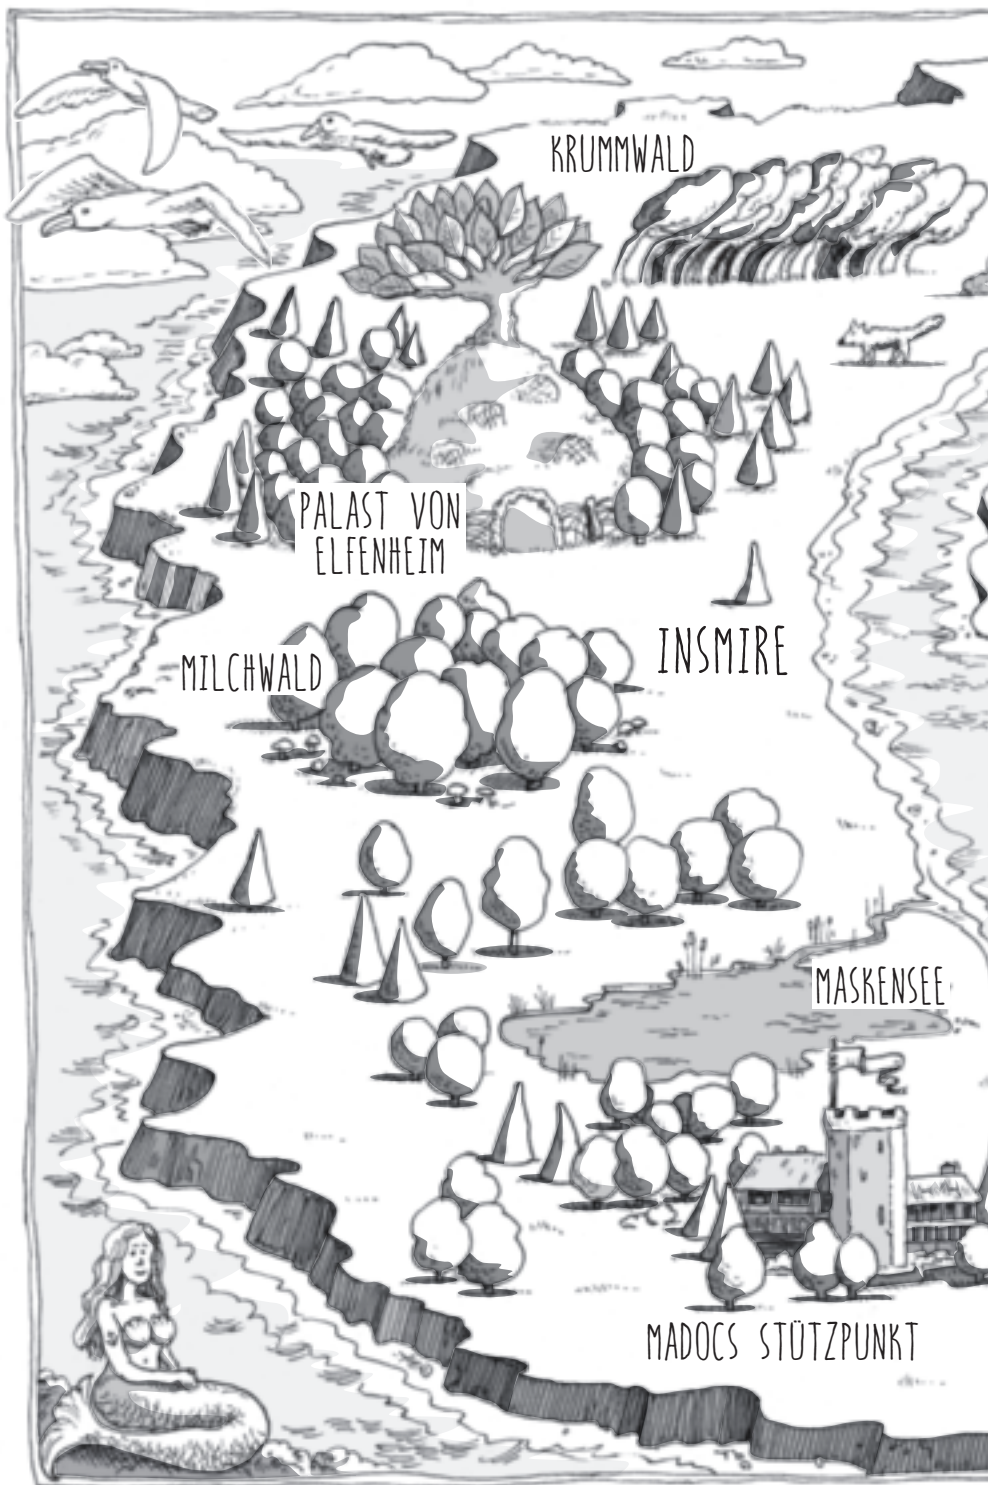 KRUMMWALD
PALAST VON
ELFENHEIM
INSMIRE
MILCHWALD
MASKENSEE
MADOCS STÜTZPUNKT